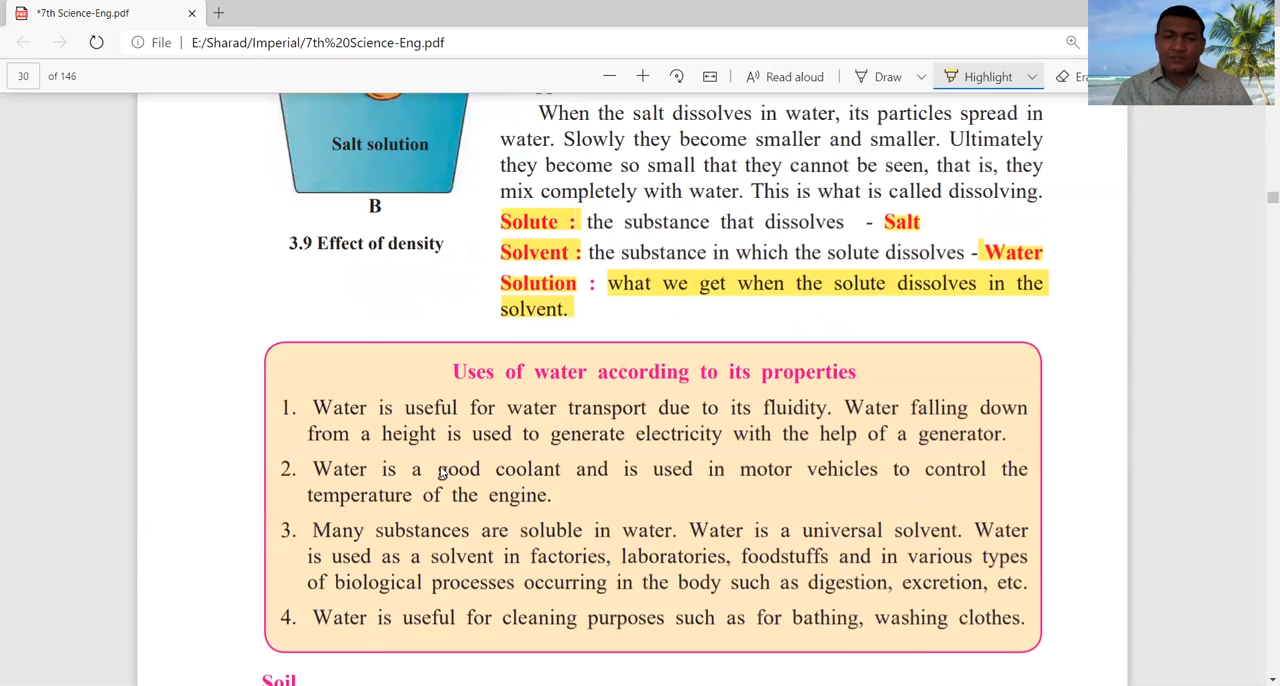 *7th Science-Eng.pdf
File | E:/Sharad/Imperial/7th%20Science-Eng.pdf
30 of 146 Read aloud Draw Highlight
When the salt dissolves in water, its particles spread in
water. Slowly they become smaller and smaller. Ultimately
they become so small that they cannot be seen, that is, they
mix completely with water. This is what is called dissolving.
Salt solution
B
3.9 Effect of density
Solute : the substance that dissolves - Salt
Solvent : the substance in which the solute dissolves - Water
Solution : what we get when the solute dissolves in the
solvent.
Uses of water according to its properties
1. Water is useful for water transport due to its fluidity. Water falling down
from a height is used to generate electricity with the help of a generator.
2. Water is a good coolant and is used in motor vehicles to control the
temperature of the engine.
3. Many substances are soluble in water. Water is a universal solvent. Water
is used as a solvent in factories, laboratories, foodstuffs and in various types
of biological processes occurring in the body such as digestion, excretion, etc.
4. Water is useful for cleaning purposes such as for bathing, washing clothes.
Soil